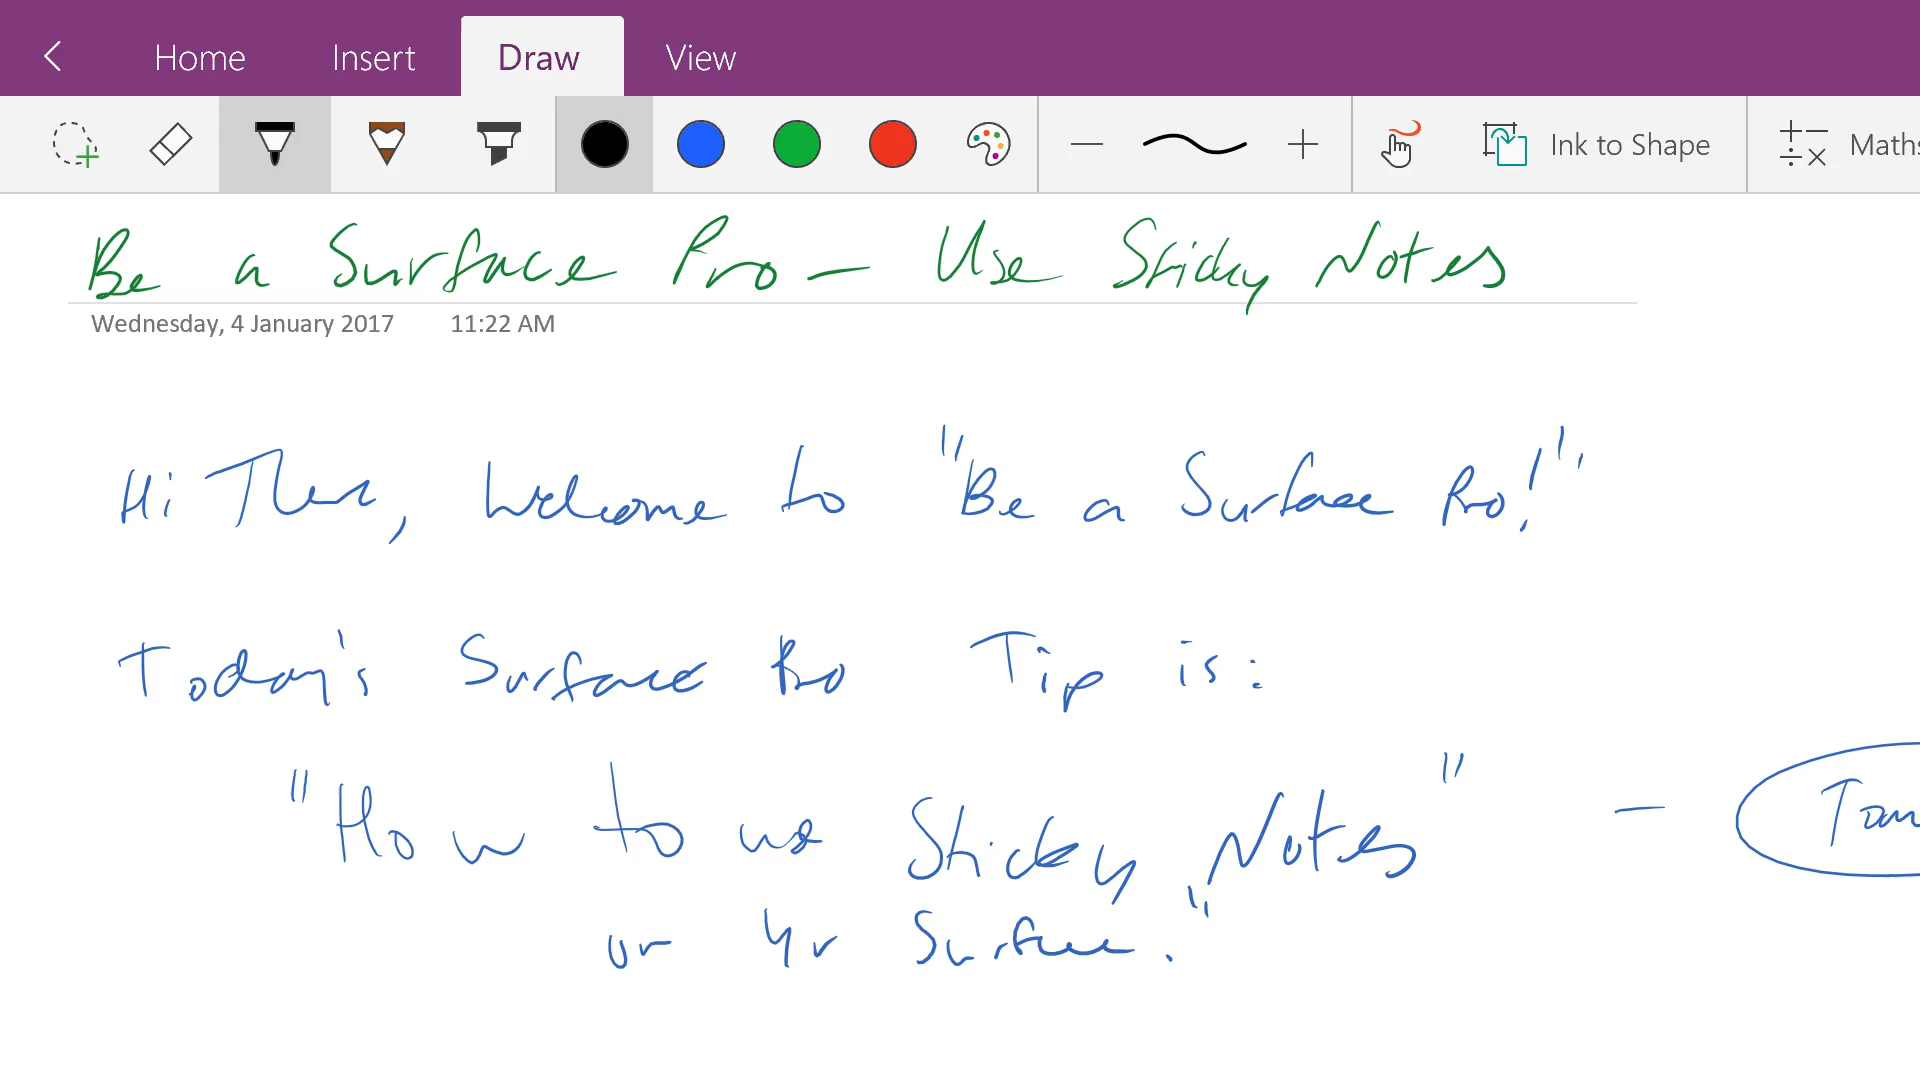 Home Insert Draw View
Ink to Shape Maths
Be a Surface Pro - Use Sticky Notes
Wednesday, 4 January 2017 11:22 AM
Hi There, Welcome to "Be a Surface Pro!",
Today's Surface Pro Tip is:
"How to use Sticky Notes" -
on yr Surface."